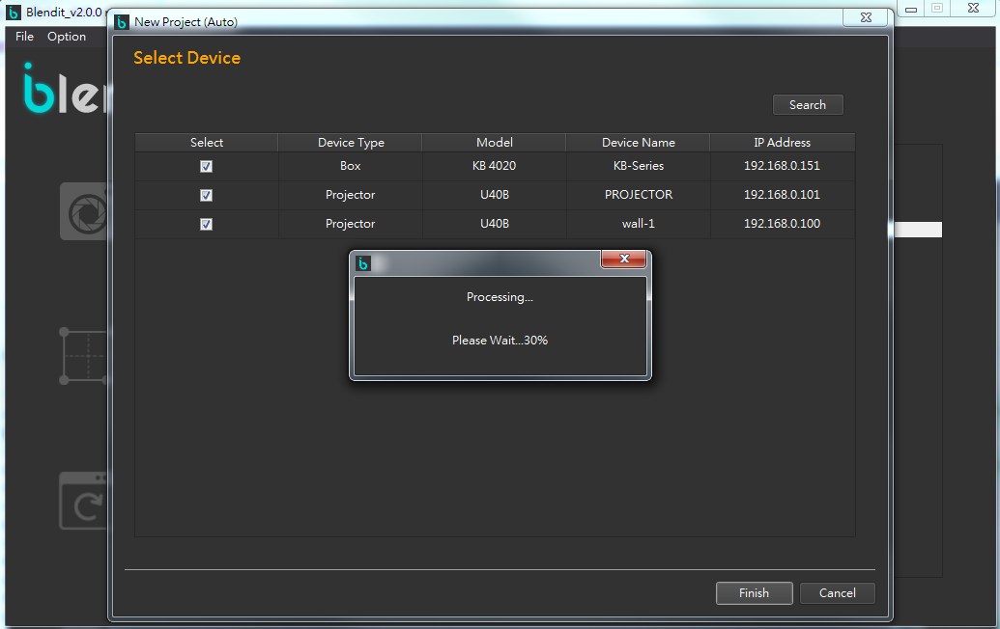 Blendit_v2.0.0
New Project (Auto)
File Option
blen
Select Device
Search
Select Device Type Model Device Name IP Address
Box KB 4020 KB-Series 192.168.0.151
Projector U40B PROJECTOR 192.168.0.101
Projector U40B wall-1 192.168.0.100
Processing...
Please Wait...30%
Finish Cancel